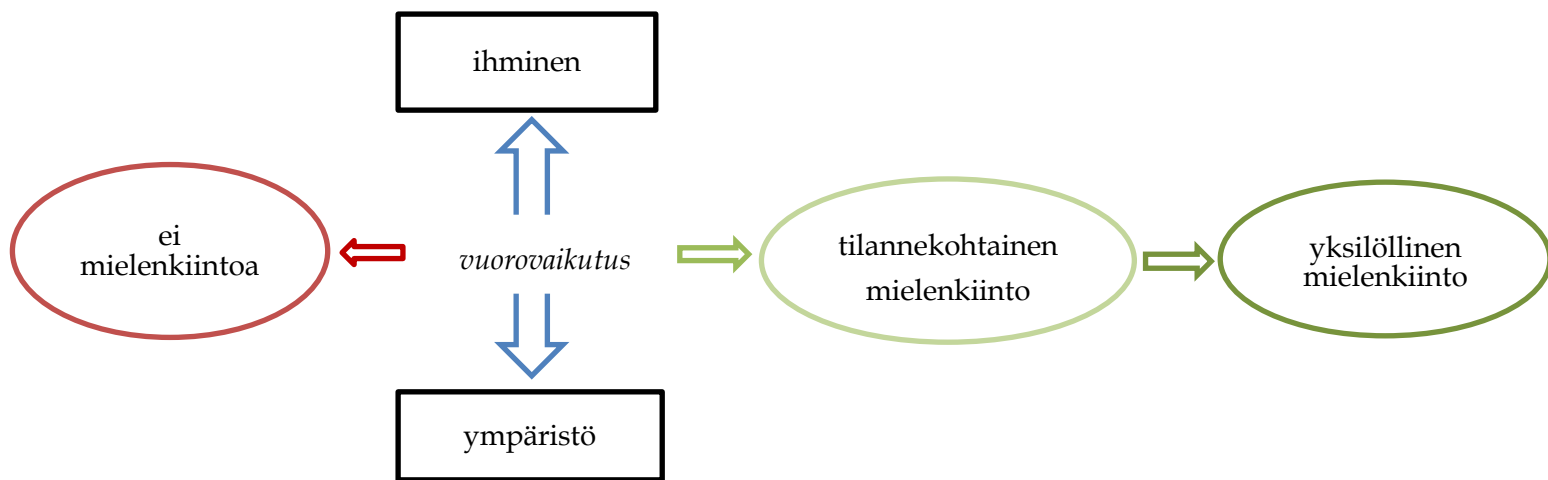 ihminen
ei
mielenkiintoa
vuorovaikutus
tilannekohtainen
mielenkiinto
yksilöllinen
mielenkiinto
ympäristö